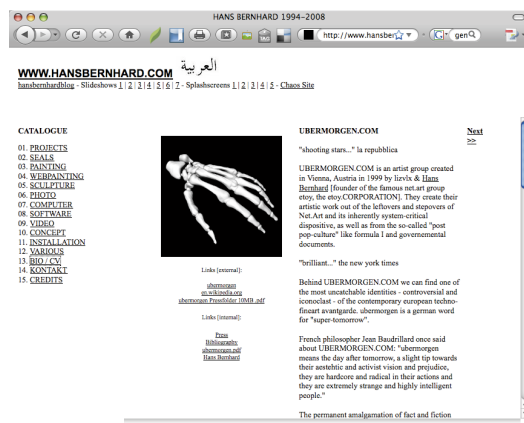 HANS BERNHARD 1994-2008
http://www.hansber
genQ
WWW.HANSBERNHARD.COM العربية
hansbernhardblog - Slideshows 1 | 2 | 3 | 4 | 5 | 6 | 7 - Splashscreens 1 | 2 | 3 | 4 | 5 - Chaos Site
CATALOGUE
01. PROJECTS
02. SEALS
03. PAINTING
04. WEBPAINTING
05. SCULPTURE
06. PHOTO
07. COMPUTER
08. SOFTWARE
09. VIDEO
10. CONCEPT
11. INSTALLATION
12. VARIOUS
13. BIO / CV
14. KONTAKT
15. CREDITS
Links [external]:
ubermorgen
en.wikipedia.org
ubermorgen Pressfolder 10MB .pdf
Links [internal]:
Press
Bibliography
ubermorgen.pdf
Hans Bernhard
UBERMORGEN.COM
"shooting stars..." la repubblica
UBERMORGEN.COM is an artist group created
in Vienna, Austria in 1999 by lizvlx & Hans
Bernhard [founder of the famous net.art group
etoy, the etoy.CORPORATION]. They create their
artistic work out of the leftovers and stepovers of
Net.Art and its inherently system-critical
dispositive, as well as from the so-called "post
pop-culture" like formula I and governemental
documents.
"brilliant..." the new york times
Behind UBERMORGEN.COM we can find one of
the most uncatchable identities - controversial and
iconoclast - of the contemporary european techno-
fineart avantgarde. ubermorgen is a german word
for "super-tomorrow".
French philosopher Jean Baudrillard once said
about UBERMORGEN.COM: "ubermorgen
means the day after tomorrow, a slight tip towards
their aestehtic and activist vision and prejudice,
they are hardcore and radical in their actions and
they are extremely strange and highly intelligent
people."
The permanent amalgamation of fact and fiction
Next
>>